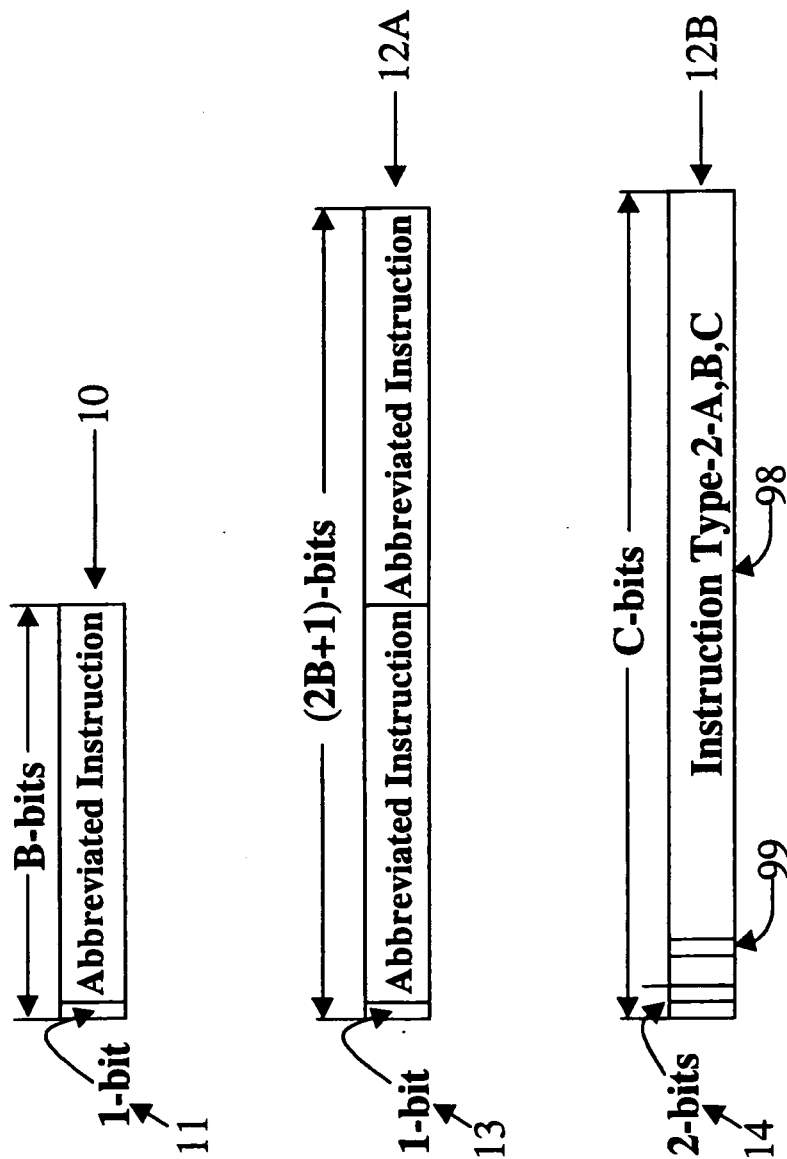 B-bits
Abbreviated Instruction
10
1-bit
11
(2B+1)-bits
Abbreviated Instruction
Abbreviated Instruction
12A
1-bit
13
C-bits
Instruction Type-2-A,B,C
12B
2-bits
14
99
98